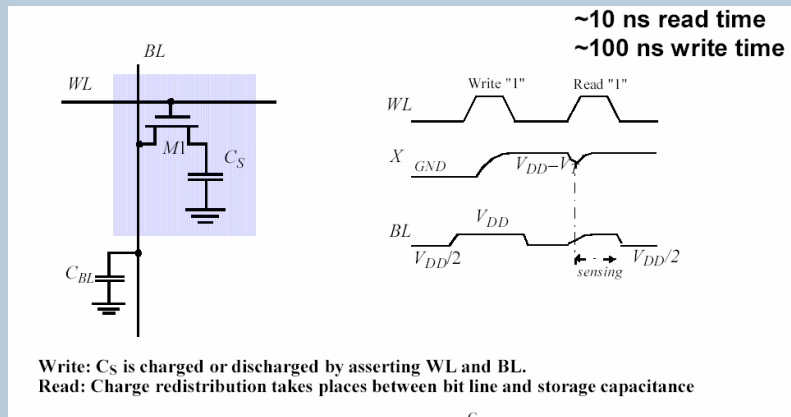 ~10 ns read time
~100 ns write time
BL
WL
M1
C_S
C_BL
Write "1" Read "1"
WL
X
GND
V_DD−V_T
BL
V_DD
V_DD/2
V_DD/2
sensing
Write: C_S is charged or discharged by asserting WL and BL.
Read: Charge redistribution takes places between bit line and storage capacitance